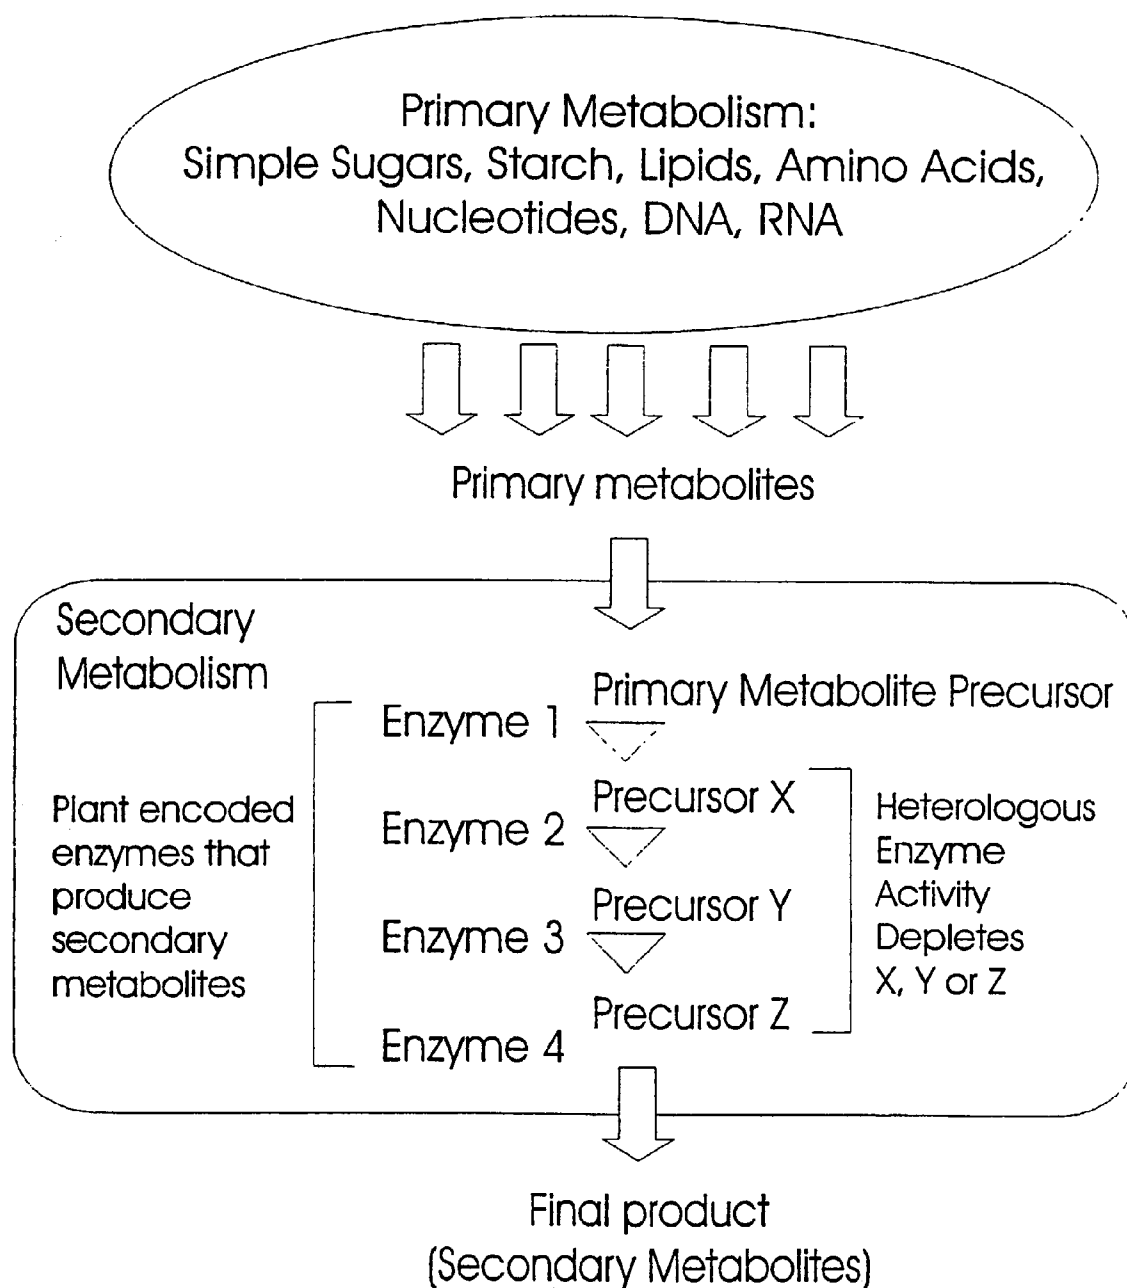 Primary Metabolism:
Simple Sugars, Starch, Lipids, Amino Acids,
Nucleotides, DNA, RNA
Primary metabolites
Secondary
Metabolism
Primary Metabolite Precursor
Enzyme 1
Precursor X
Enzyme 2
Precursor Y
Enzyme 3
Precursor Z
Enzyme 4
Plant encoded
enzymes that
produce
secondary
metabolites
Heterologous
Enzyme
Activity
Depletes
X, Y or Z
Final product
(Secondary Metabolites)